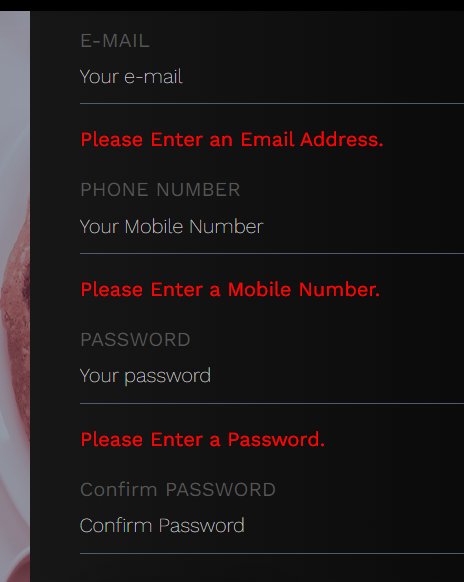 E-MAIL
Your e-mail
Please Enter an Email Address.
PHONE NUMBER
Your Mobile Number
Please Enter a Mobile Number.
PASSWORD
Your password
Please Enter a Password.
Confirm PASSWORD
Confirm Password